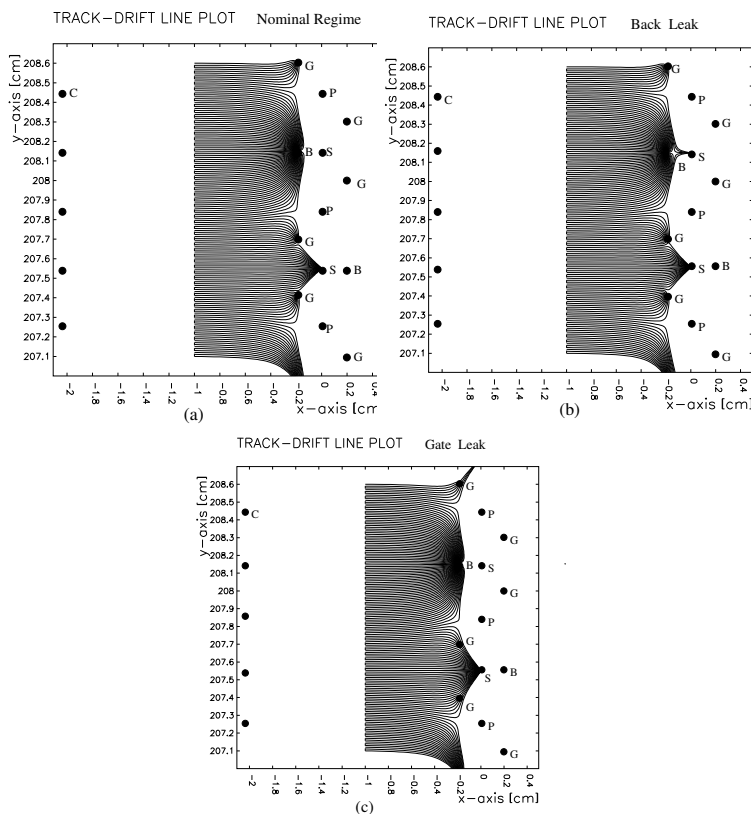 TRACK−DRIFT LINE PLOT Nominal Regime
y−axis [cm]
208.6
208.5
208.4
208.3
208.2
208.1
208
207.9
207.8
207.7
207.6
207.5
207.4
207.3
207.2
207.1
C
G
P
G
B
S
G
P
G
S
B
G
P
G
−2
−1.8
−1.6
−1.4
−1.2
−1
−0.8
−0.6
−0.4
−0.2
0
0.2
0.4
x−axis [cm
(a)
TRACK−DRIFT LINE PLOT Back Leak
y−axis [cm]
208.6
208.5
208.4
208.3
208.2
208.1
208
207.9
207.8
207.7
207.6
207.5
207.4
207.3
207.2
207.1
C
G
P
G
S
B
G
P
G
S
B
G
P
G
−2
−1.8
−1.6
−1.4
−1.2
−1
−0.8
−0.6
−0.4
−0.2
0
0.2
0.4
x−axis [cm]
(b)
TRACK−DRIFT LINE PLOT Gate Leak
y−axis [cm]
208.6
208.5
208.4
208.3
208.2
208.1
208
207.9
207.8
207.7
207.6
207.5
207.4
207.3
207.2
207.1
C
G
P
G
B
S
G
P
G
S
B
G
P
G
−2
−1.8
−1.6
−1.4
−1.2
−1
−0.8
−0.6
−0.4
−0.2
0
0.2
0.4
x−axis [cm]
(c)